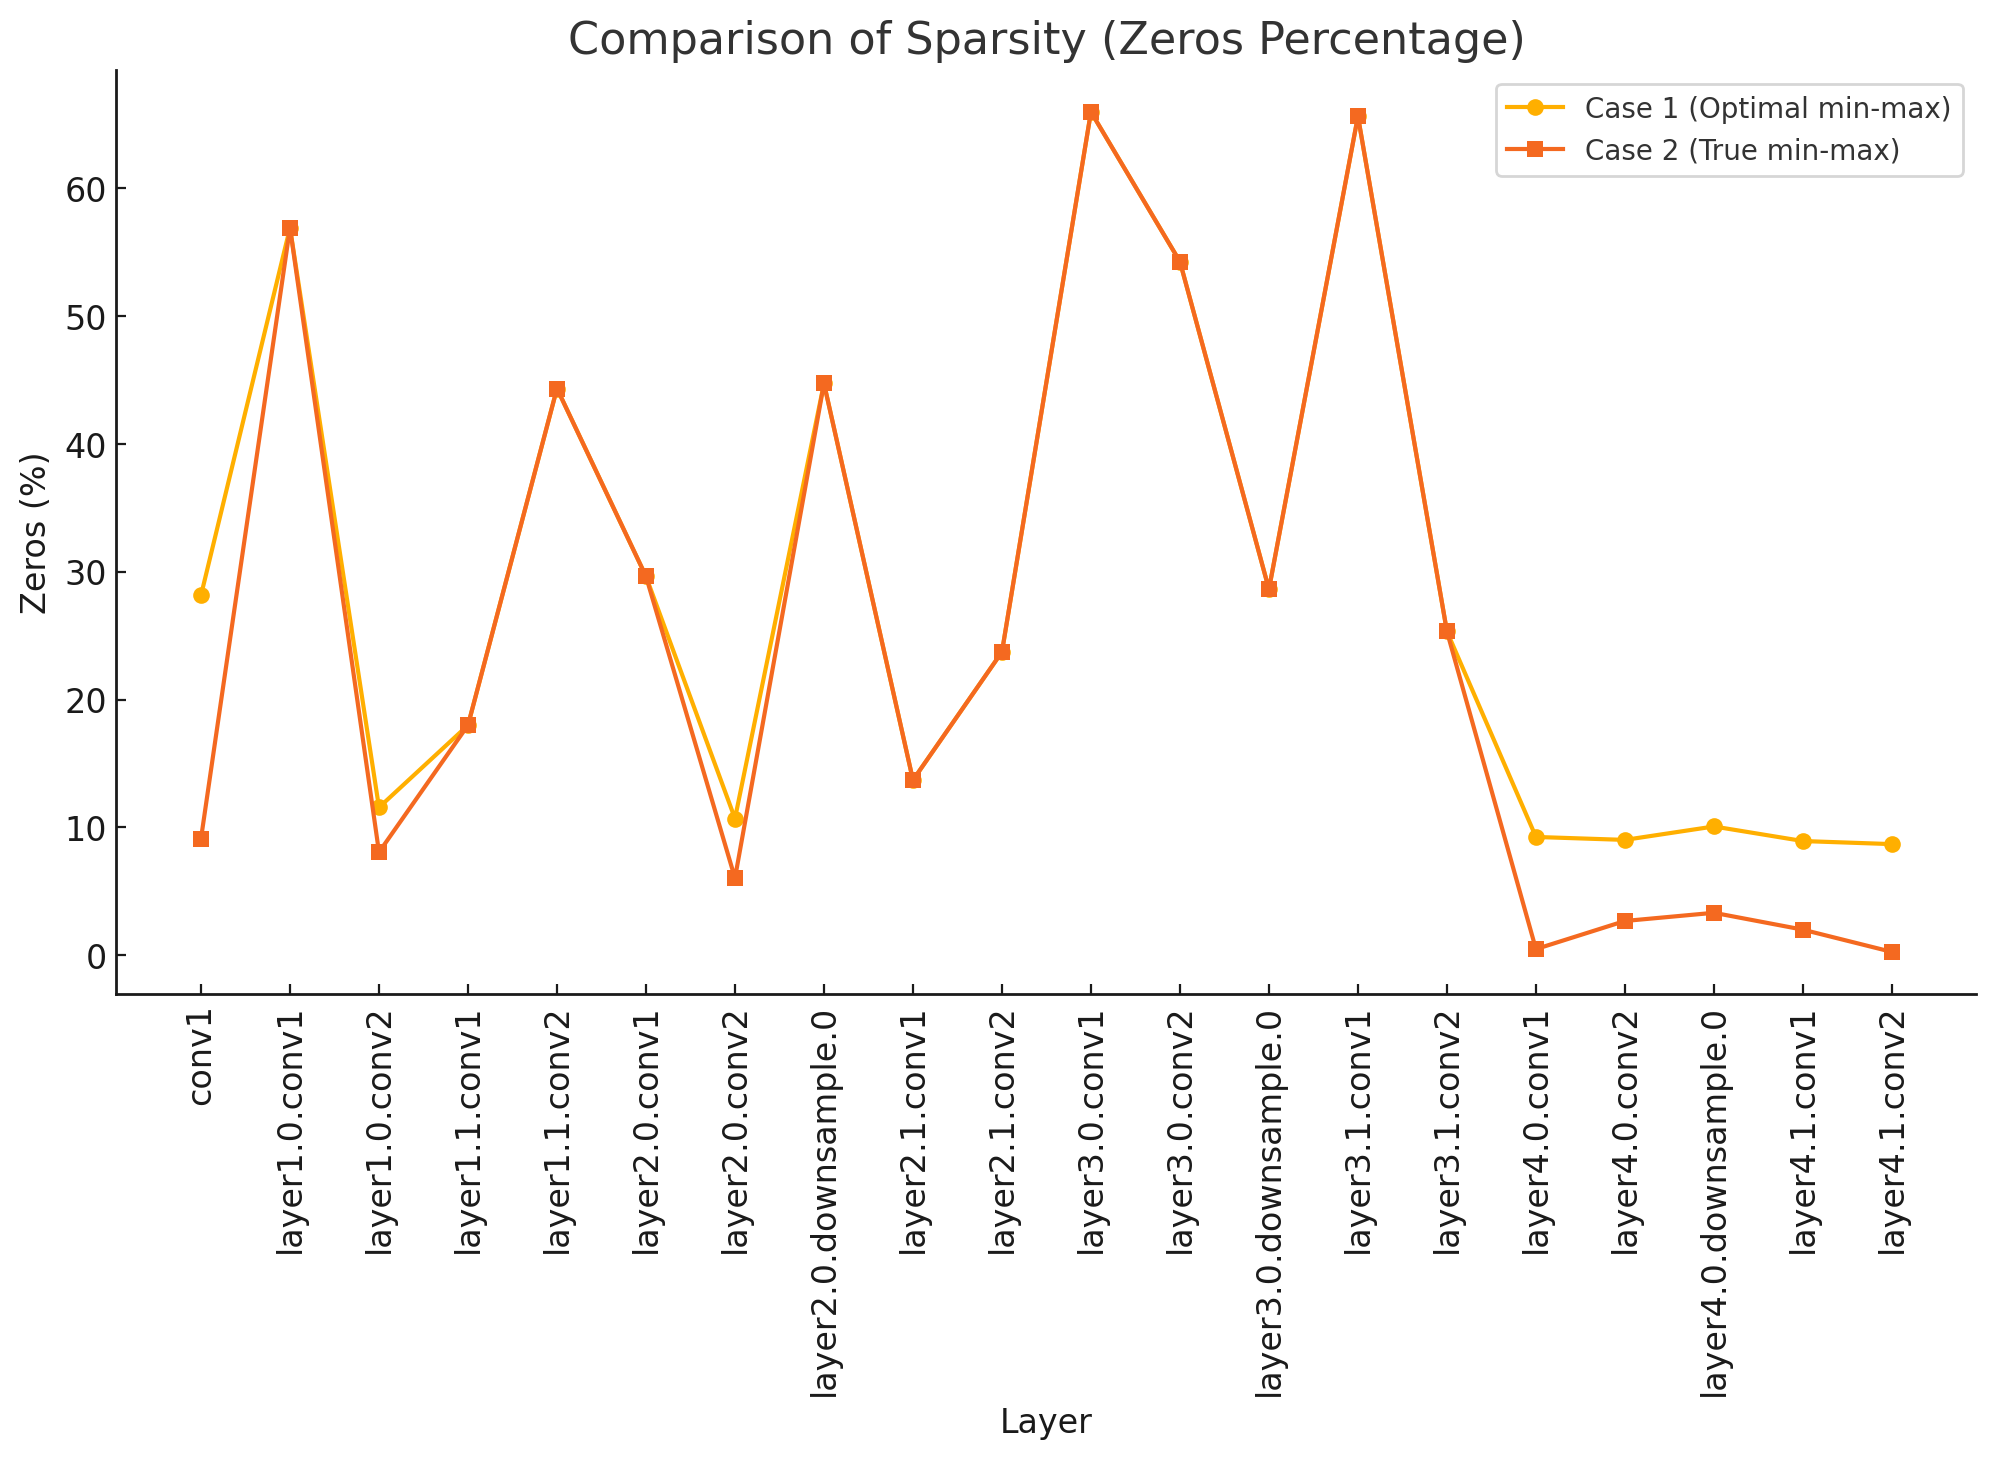 Comparison of Sparsity (Zeros Percentage)
Case 1 (Optimal min-max)
Case 2 (True min-max)
Zeros (%)
60
50
40
30
20
10
0
conv1
layer1.0.conv1
layer1.0.conv2
layer1.1.conv1
layer1.1.conv2
layer2.0.conv1
layer2.0.conv2
layer2.0.downsample.0
layer2.1.conv1
layer2.1.conv2
layer3.0.conv1
layer3.0.conv2
layer3.0.downsample.0
layer3.1.conv1
layer3.1.conv2
layer4.0.conv1
layer4.0.conv2
layer4.0.downsample.0
layer4.1.conv1
layer4.1.conv2
Layer